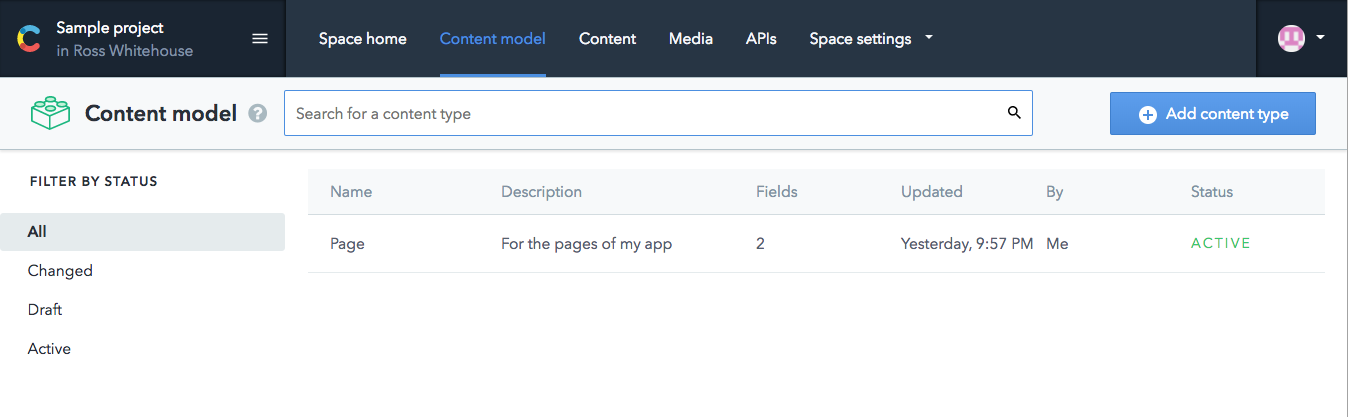 Sample project
in Ross Whitehouse
Space home Content model Content Media APIs Space settings
Content model ?
Search for a content type
Add content type
FILTER BY STATUS
All
Changed
Draft
Active
Name Description Fields Updated By Status
Page For the pages of my app 2 Yesterday, 9:57 PM Me ACTIVE